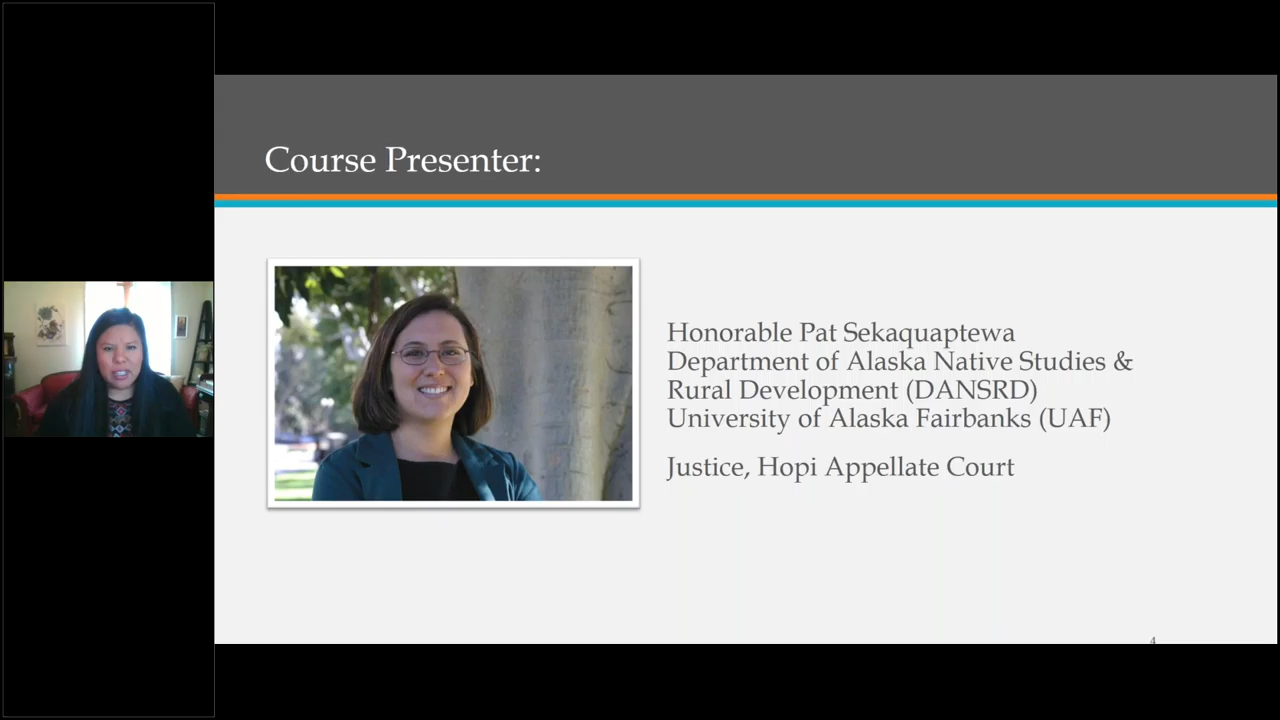 Course Presenter:
Honorable Pat Sekaquaptewa
Department of Alaska Native Studies &
Rural Development (DANSRD)
University of Alaska Fairbanks (UAF)
Justice, Hopi Appellate Court
4